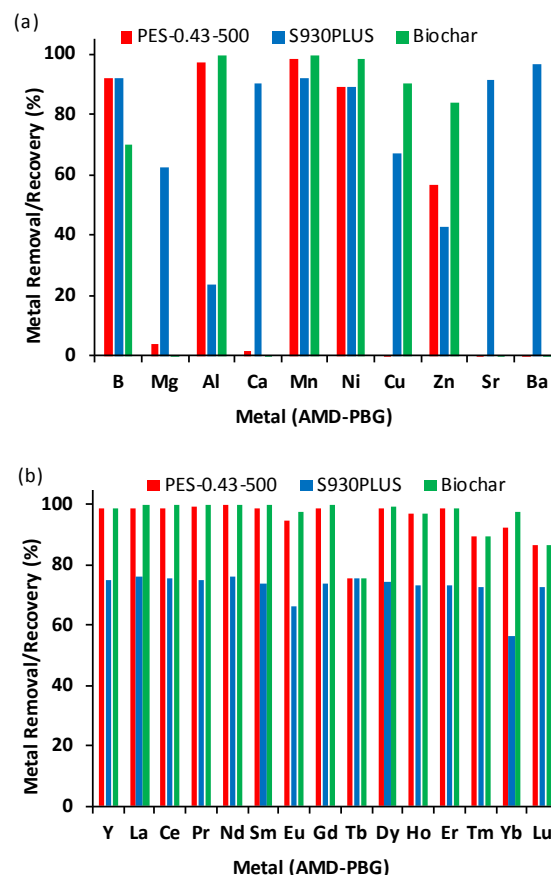 (a)
PES-0.43-500 S930PLUS Biochar
Metal Removal/Recovery (%)
100
80
60
40
20
0
B Mg Al Ca Mn Ni Cu Zn Sr Ba
Metal (AMD-PBG)
(b)
PES-0.43-500 S930PLUS Biochar
Metal Removal/Recovery (%)
100
80
60
40
20
0
Y La Ce Pr Nd Sm Eu Gd Tb Dy Ho Er Tm Yb Lu
Metal (AMD-PBG)